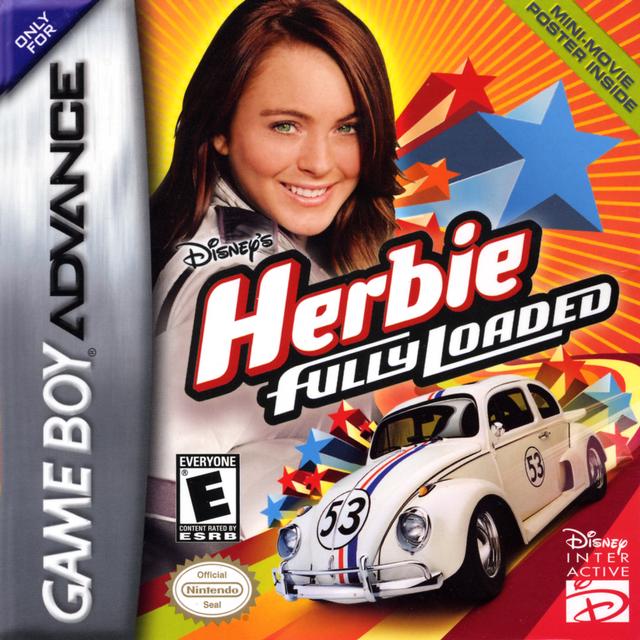 ONLY
FOR
GAME BOY ADVANCE
MINI-MOVIE
POSTER INSIDE
Disney's
Herbie
FULLY LOADED
53
53
EVERYONE
E
CONTENT RATED BY
ESRB
Official
Nintendo
Seal
Disney
INTER
ACTIVE
D